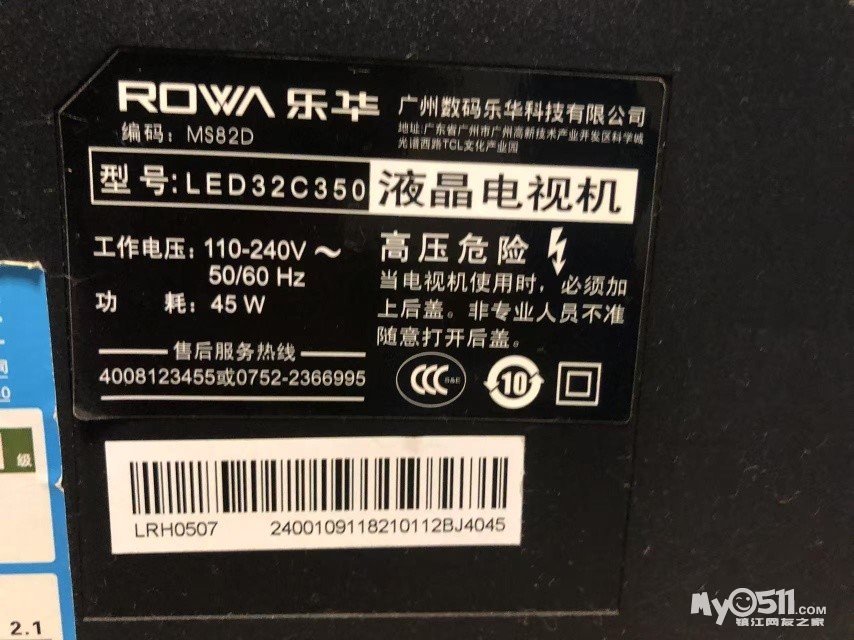 ROWA 乐华 广州数码乐华科技有限公司
编码: MS82D
地址:广东省广州市广州高新技术产业开发区科学城
光谱西路TCL文化产业园
型号:LED32C350 液晶电视机
工作电压: 110-240V ~
50/60 Hz
功 耗: 45 W
高压危险
当电视机使用时, 必须加
上后盖。非专业人员不准
随意打开后盖。
售后服务热线
4008123455或0752-2366995
CCC S&E
10
LRH0507 2400109118210112BJ4045
级
2.1
My0511.COM
镇江网友之家